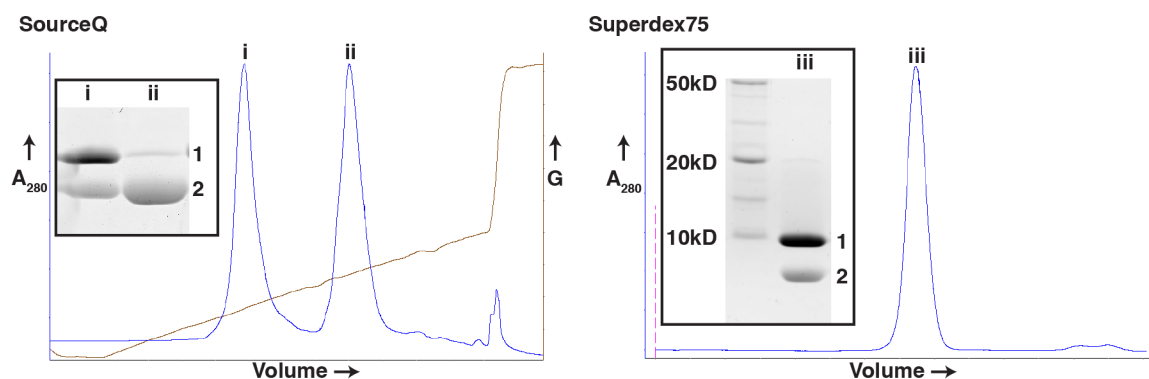 SourceQ
i
ii
i ii
1
2
A280
G
Volume →
Superdex75
iii
iii
50kD
20kD
10kD
1
2
A280
Volume →